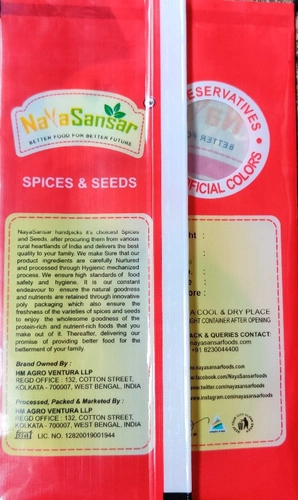 NaYaSansar
BETTER FOOD FOR BETTER FUTURE
SPICES & SEEDS
NayaSansar handpicks it's choicest Spices
and Seeds, after procuring them from various
rural heartlands of India and delivers the best
quality to your family. We make Sure that our
product ingredients are carefully Nurtured
and processed through Hygienic mechanized
process. We ensure high standards of food
safety and hygiene. It is our constant
endeavour to ensure the natural goodness
and nutrients are retained through innovative
poly packaging which also ensure the
freshness of the varieties of spices and seeds
to enjoy the wholesome goodness of the
protein-rich and nutrient-rich foods that you
make out of it. Thereafter, delivering our
promise of providing better food for the
betterment of your family.
Brand Owned By :
HM AGRO VENTURA LLP
REGD OFFICE : 132, COTTON STREET,
KOLKATA - 700007, WEST BENGAL, INDIA
Processed, Packed & Marketed By :
HM AGRO VENTURA LLP
REGD OFFICE : 132, COTTON STREET,
KOLKATA - 700007, WEST BENGAL, INDIA
fssai LIC. NO. 12820019001944
ESERVATIVES •
IFICIAL COLORS •
BETTER
ht :
:
:
e :
ore :
A COOL & DRY PLACE
IGHT CONTAINER AFTER OPENING
ACK & QUERIES CONTACT:
nayasansarfoods.com
+91 8230044400
w.nayasansarfoods.com
facebook.com/NayaSansarfoods
w.twitter.com/nayasansarfoods
w.instagram.com/nayasansarfoods